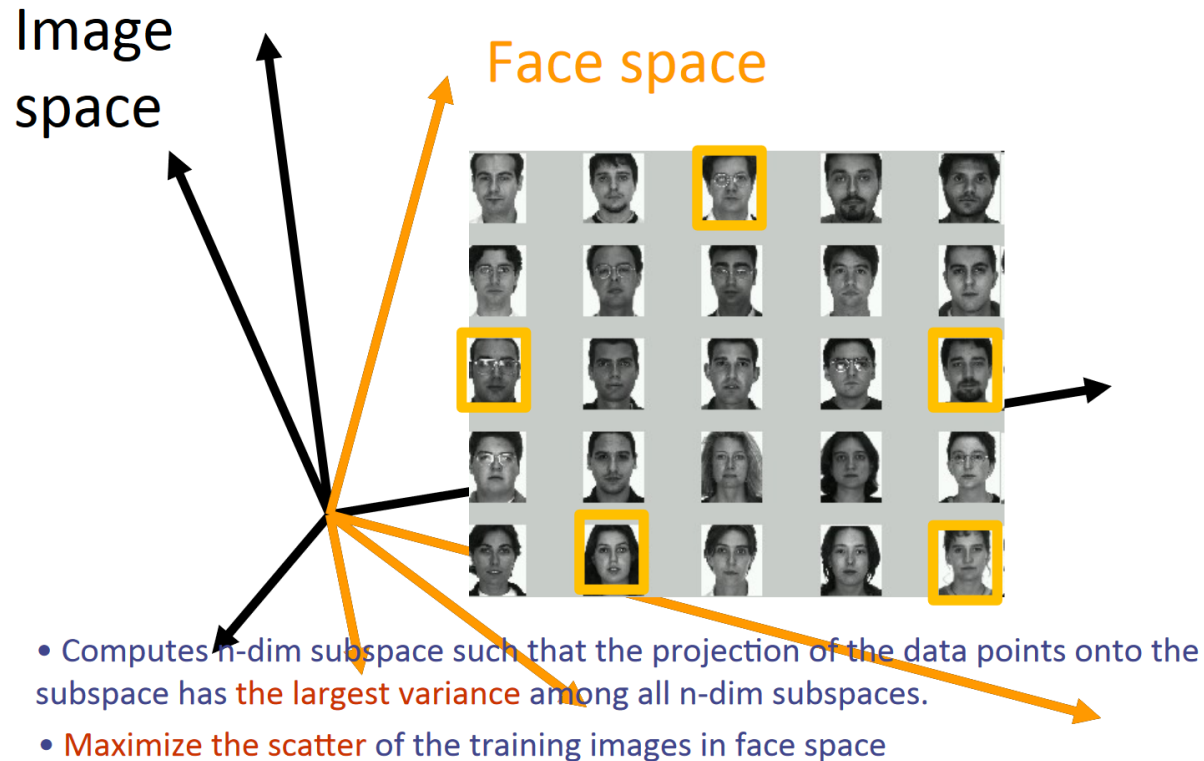 Image
space
Face space
• Computes n-dim subspace such that the projection of the data points onto the
subspace has the largest variance among all n-dim subspaces.
• Maximize the scatter of the training images in face space